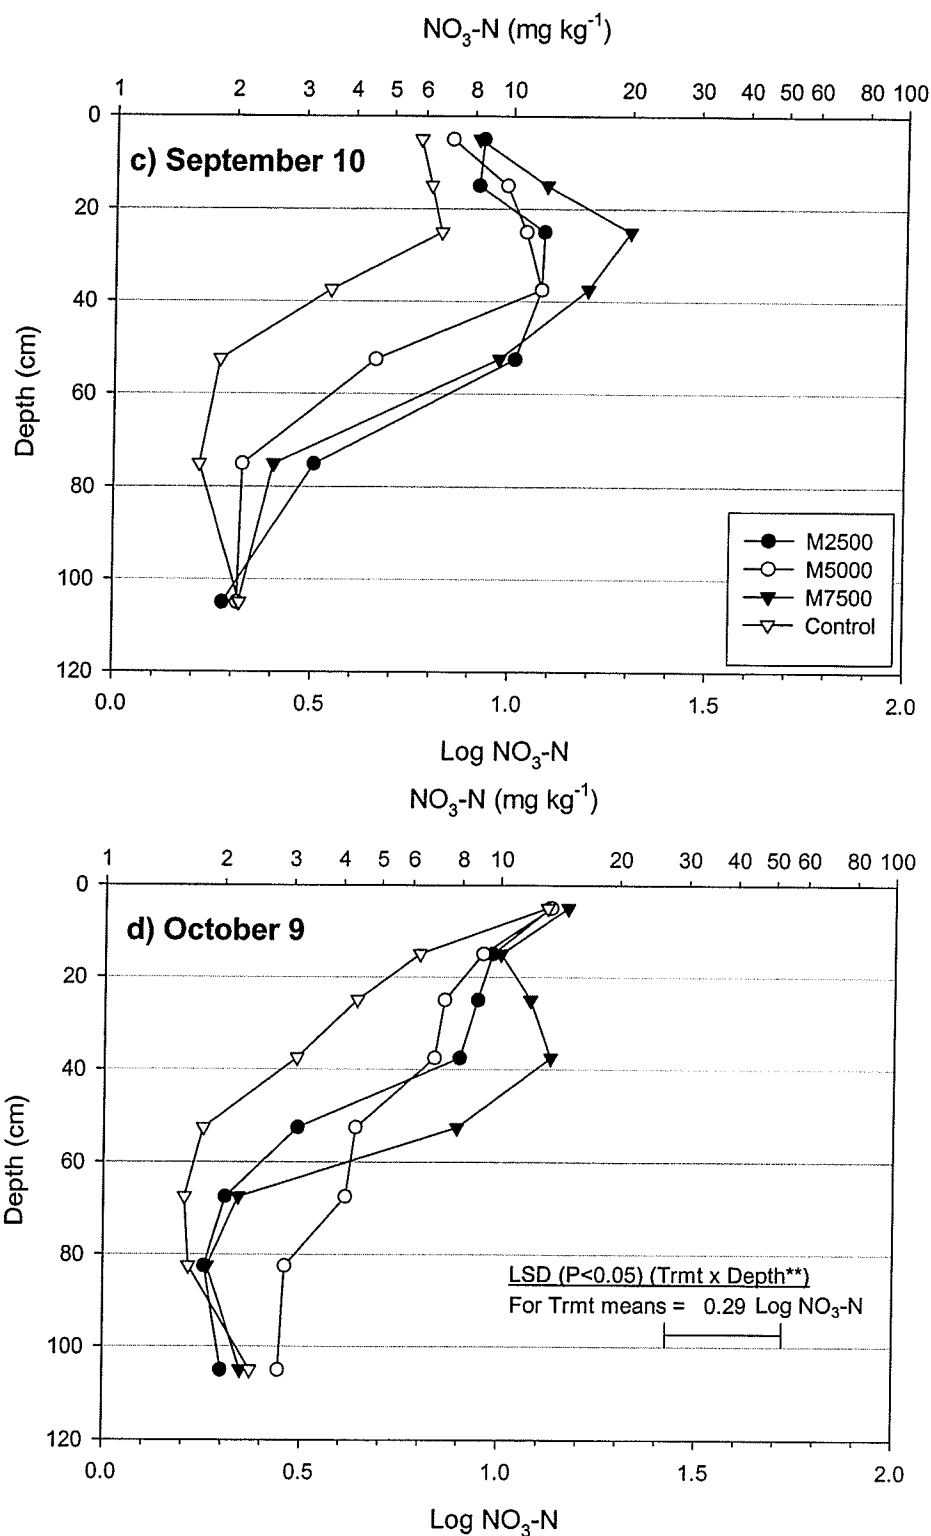 NO₃-N (mg kg⁻¹)
1 2 3 4 5 6 8 10 20 30 40 50 60 80 100
0
c) September 10
20
40
Depth (cm)
60
80
M2500
M5000
100
M7500
Control
120
0.0 0.5 1.0 1.5 2.0
Log NO₃-N
NO₃-N (mg kg⁻¹)
1 2 3 4 5 6 8 10 20 30 40 50 60 80 100
0
d) October 9
20
40
Depth (cm)
60
80
LSD (P<0.05) (Trmt x Depth**)
For Trmt means = 0.29 Log NO₃-N
100
120
0.0 0.5 1.0 1.5 2.0
Log NO₃-N